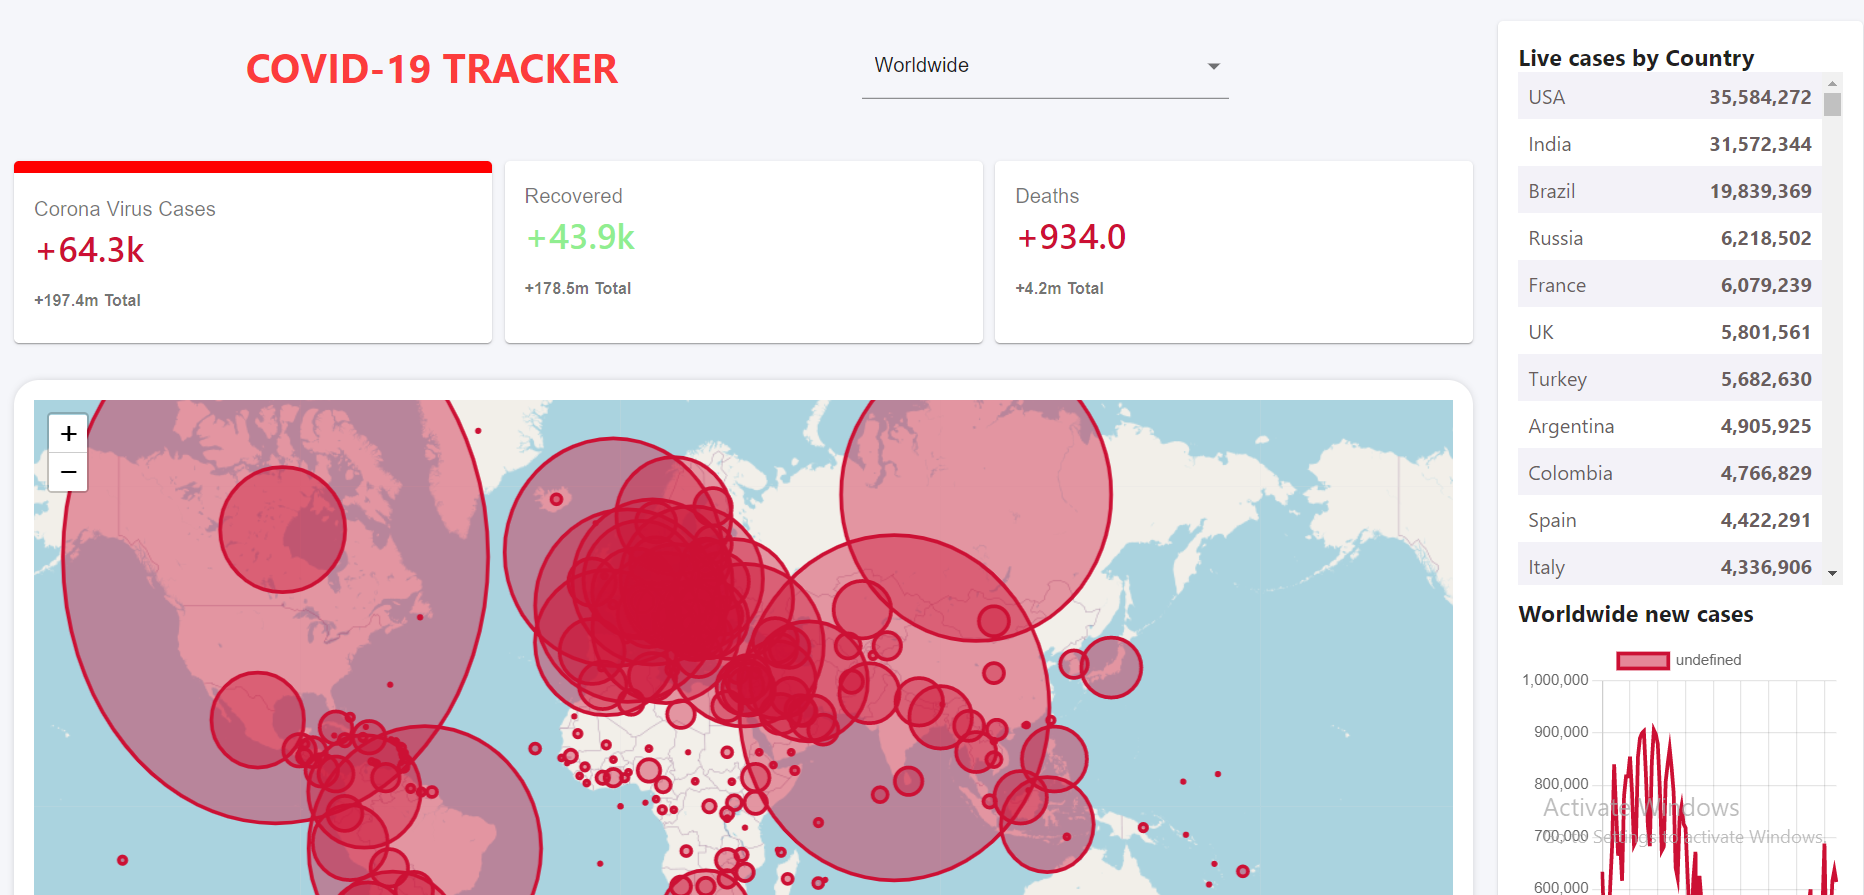 COVID-19 TRACKER
Worldwide
Corona Virus Cases
+64.3k
+197.4m Total
Recovered
+43.9k
+178.5m Total
Deaths
+934.0
+4.2m Total
+
−
Live cases by Country
USA 35,584,272
India 31,572,344
Brazil 19,839,369
Russia 6,218,502
France 6,079,239
UK 5,801,561
Turkey 5,682,630
Argentina 4,905,925
Colombia 4,766,829
Spain 4,422,291
Italy 4,336,906
Worldwide new cases
undefined
1,000,000
900,000
800,000
700,000
600,000
Activate Windows
Go to Settings to activate Windows.